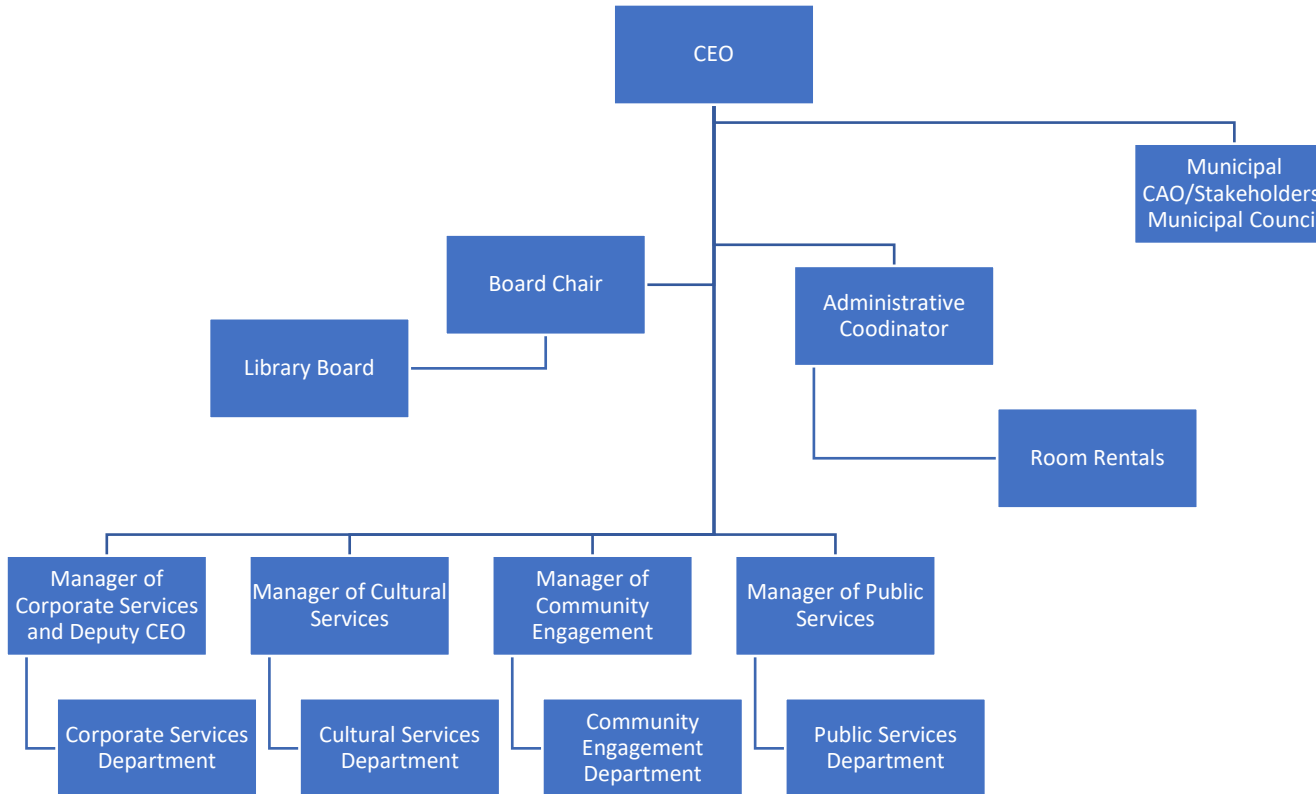 CEO
Municipal
CAO/Stakeholders
Municipal Counci
Board Chair
Administrative
Coodinator
Library Board
Room Rentals
Manager of
Corporate Services
and Deputy CEO
Manager of Cultural
Services
Manager of
Community
Engagement
Manager of Public
Services
Corporate Services
Department
Cultural Services
Department
Community
Engagement
Department
Public Services
Department